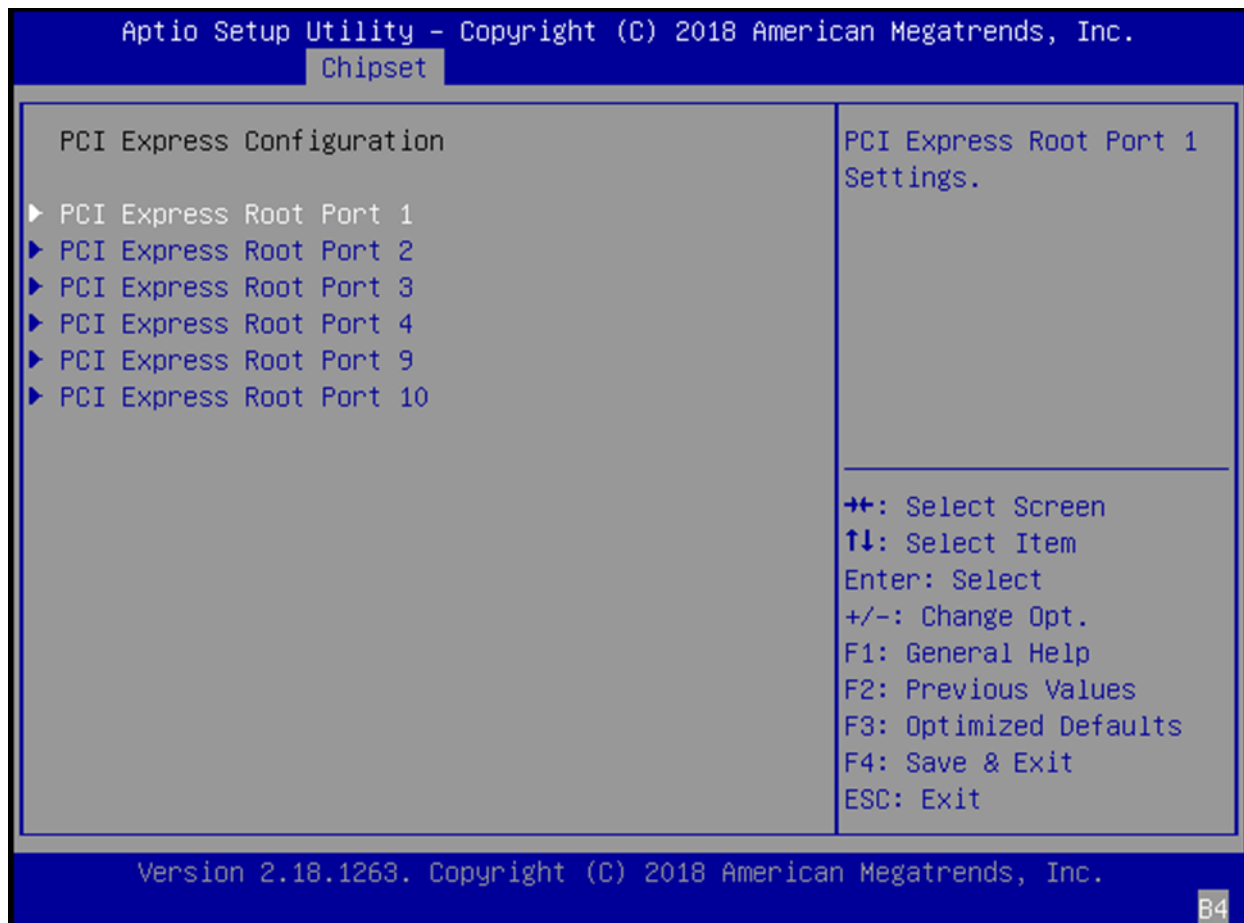 Aptio Setup Utility – Copyright (C) 2018 American Megatrends, Inc.
Chipset
PCI Express Configuration
▶ PCI Express Root Port 1
▶ PCI Express Root Port 2
▶ PCI Express Root Port 3
▶ PCI Express Root Port 4
▶ PCI Express Root Port 9
▶ PCI Express Root Port 10
PCI Express Root Port 1
Settings.
→←: Select Screen
↑↓: Select Item
Enter: Select
+/-: Change Opt.
F1: General Help
F2: Previous Values
F3: Optimized Defaults
F4: Save & Exit
ESC: Exit
Version 2.18.1263. Copyright (C) 2018 American Megatrends, Inc.
B4